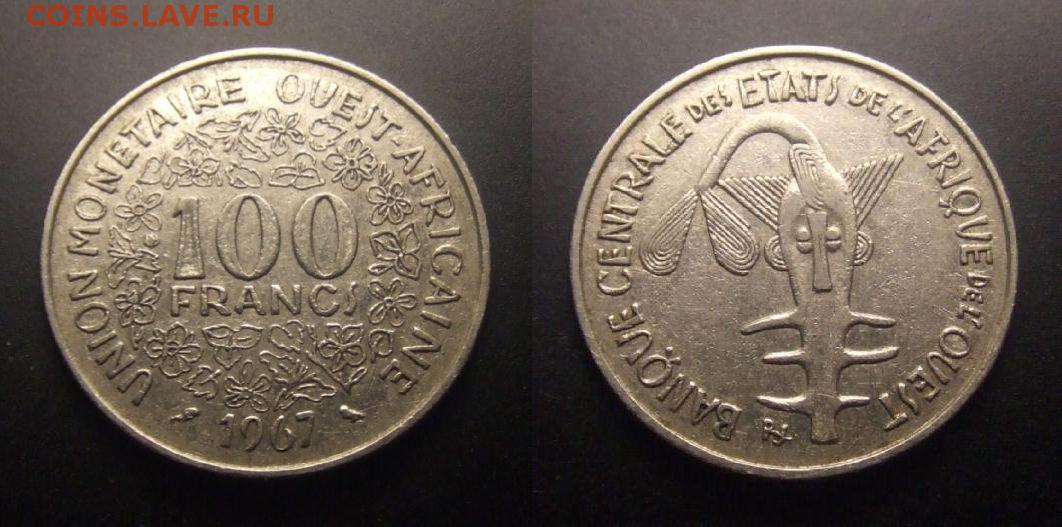 COINS.LAVE.RU
UNION MONETAIRE OUEST-AFRICAINE
100
FRANCS
1967
BANQUE CENTRALE DES ETATS DE L'AFRIQUE DE L'OUEST